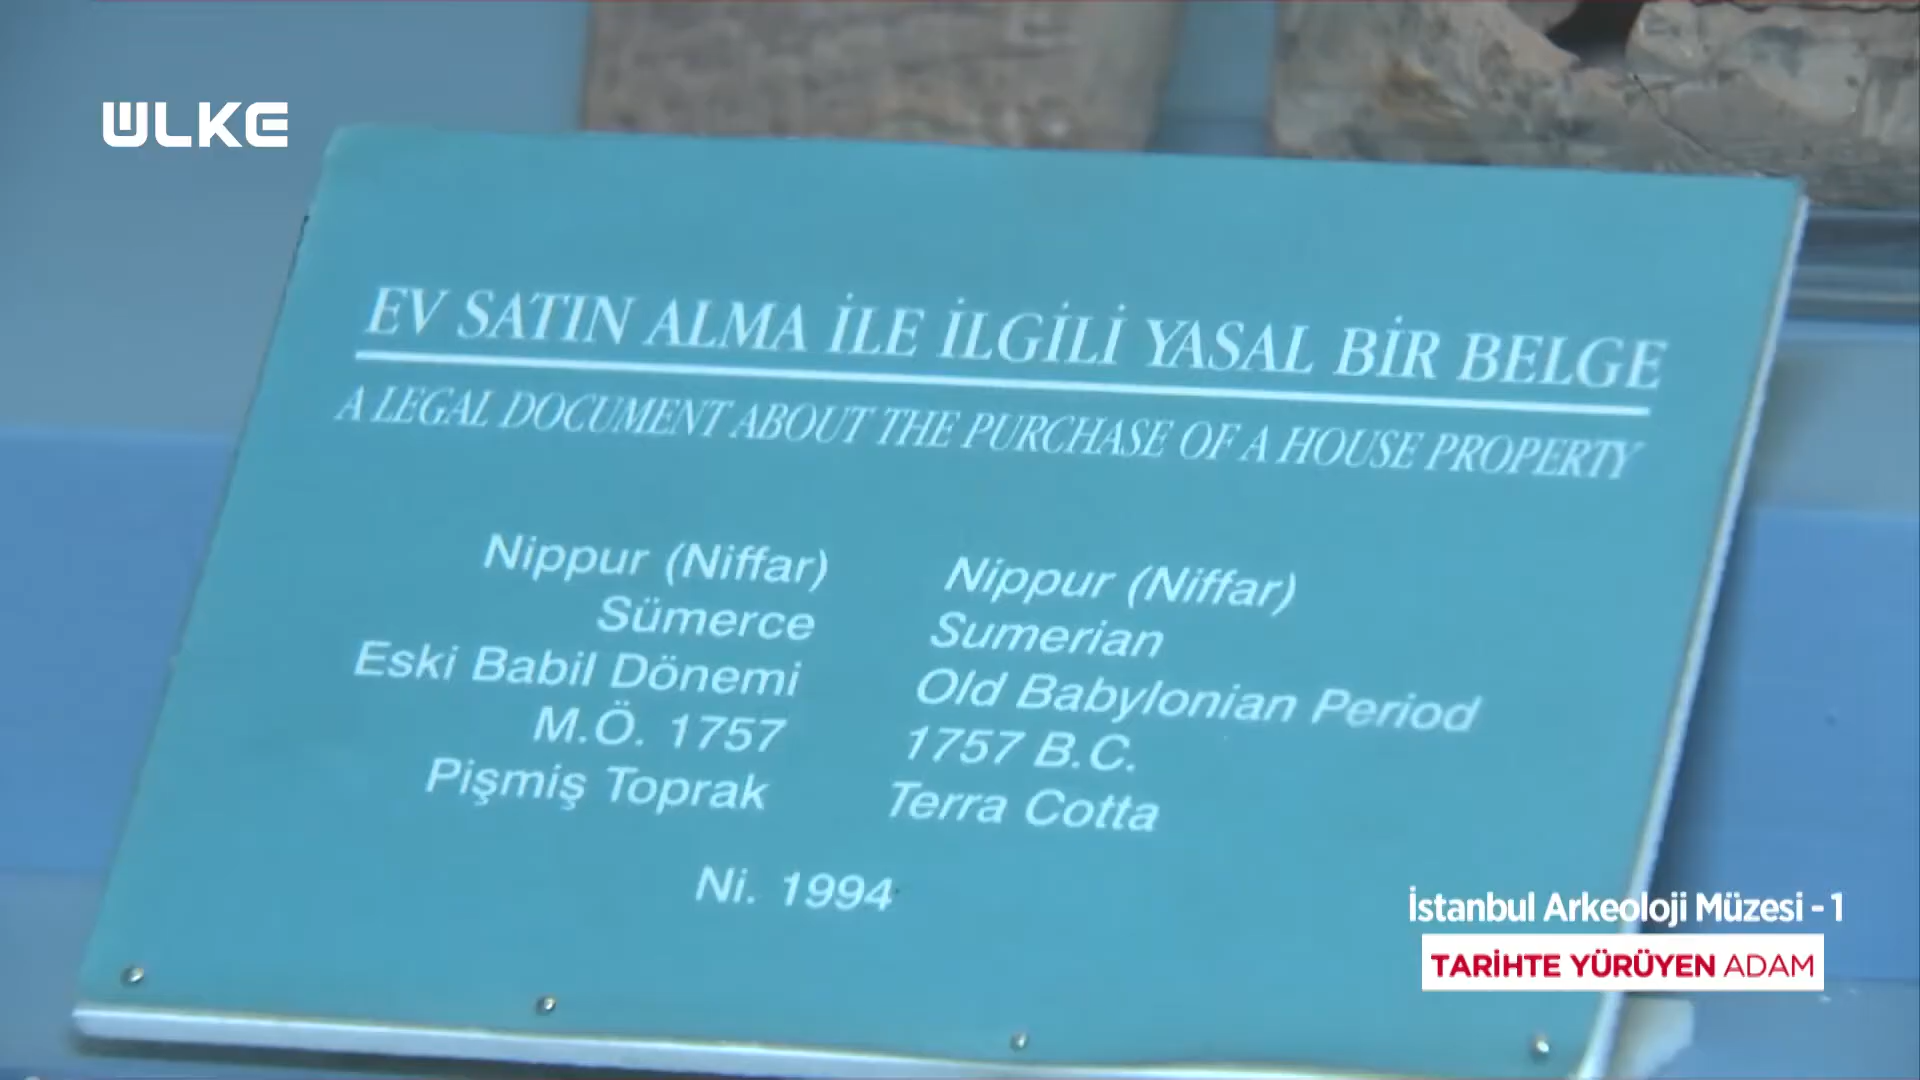 ULKE
EV SATIN ALMA İLE İLGİLİ YASAL BİR BELGE
A LEGAL DOCUMENT ABOUT THE PURCHASE OF A HOUSE PROPERTY
Nippur (Niffar)
Sümerce
Eski Babil Dönemi
M.Ö. 1757
Pişmiş Toprak
Nippur (Niffar)
Sumerian
Old Babylonian Period
1757 B.C.
Terra Cotta
Ni. 1994
İstanbul Arkeoloji Müzesi - 1
TARİHTE YÜRÜYEN ADAM